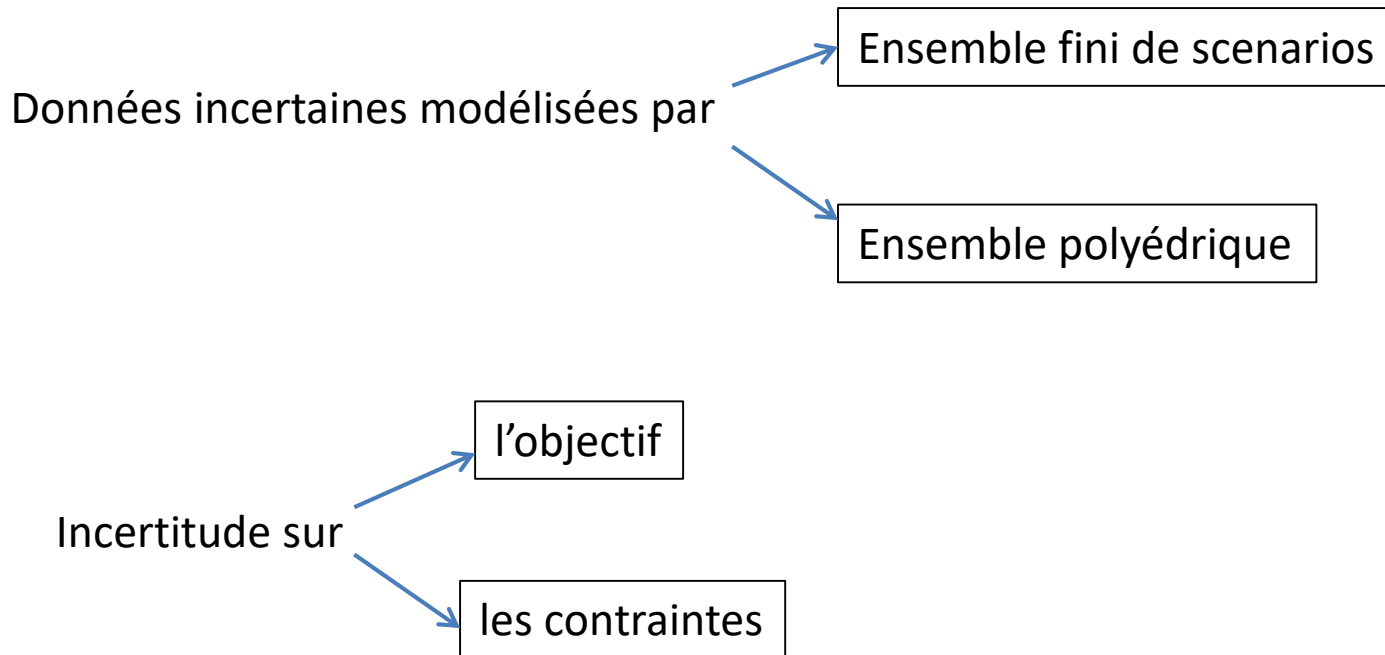 Ensemble fini de scenarios
Données incertaines modélisées par
Ensemble polyédrique
l’objectif
Incertitude sur
les contraintes